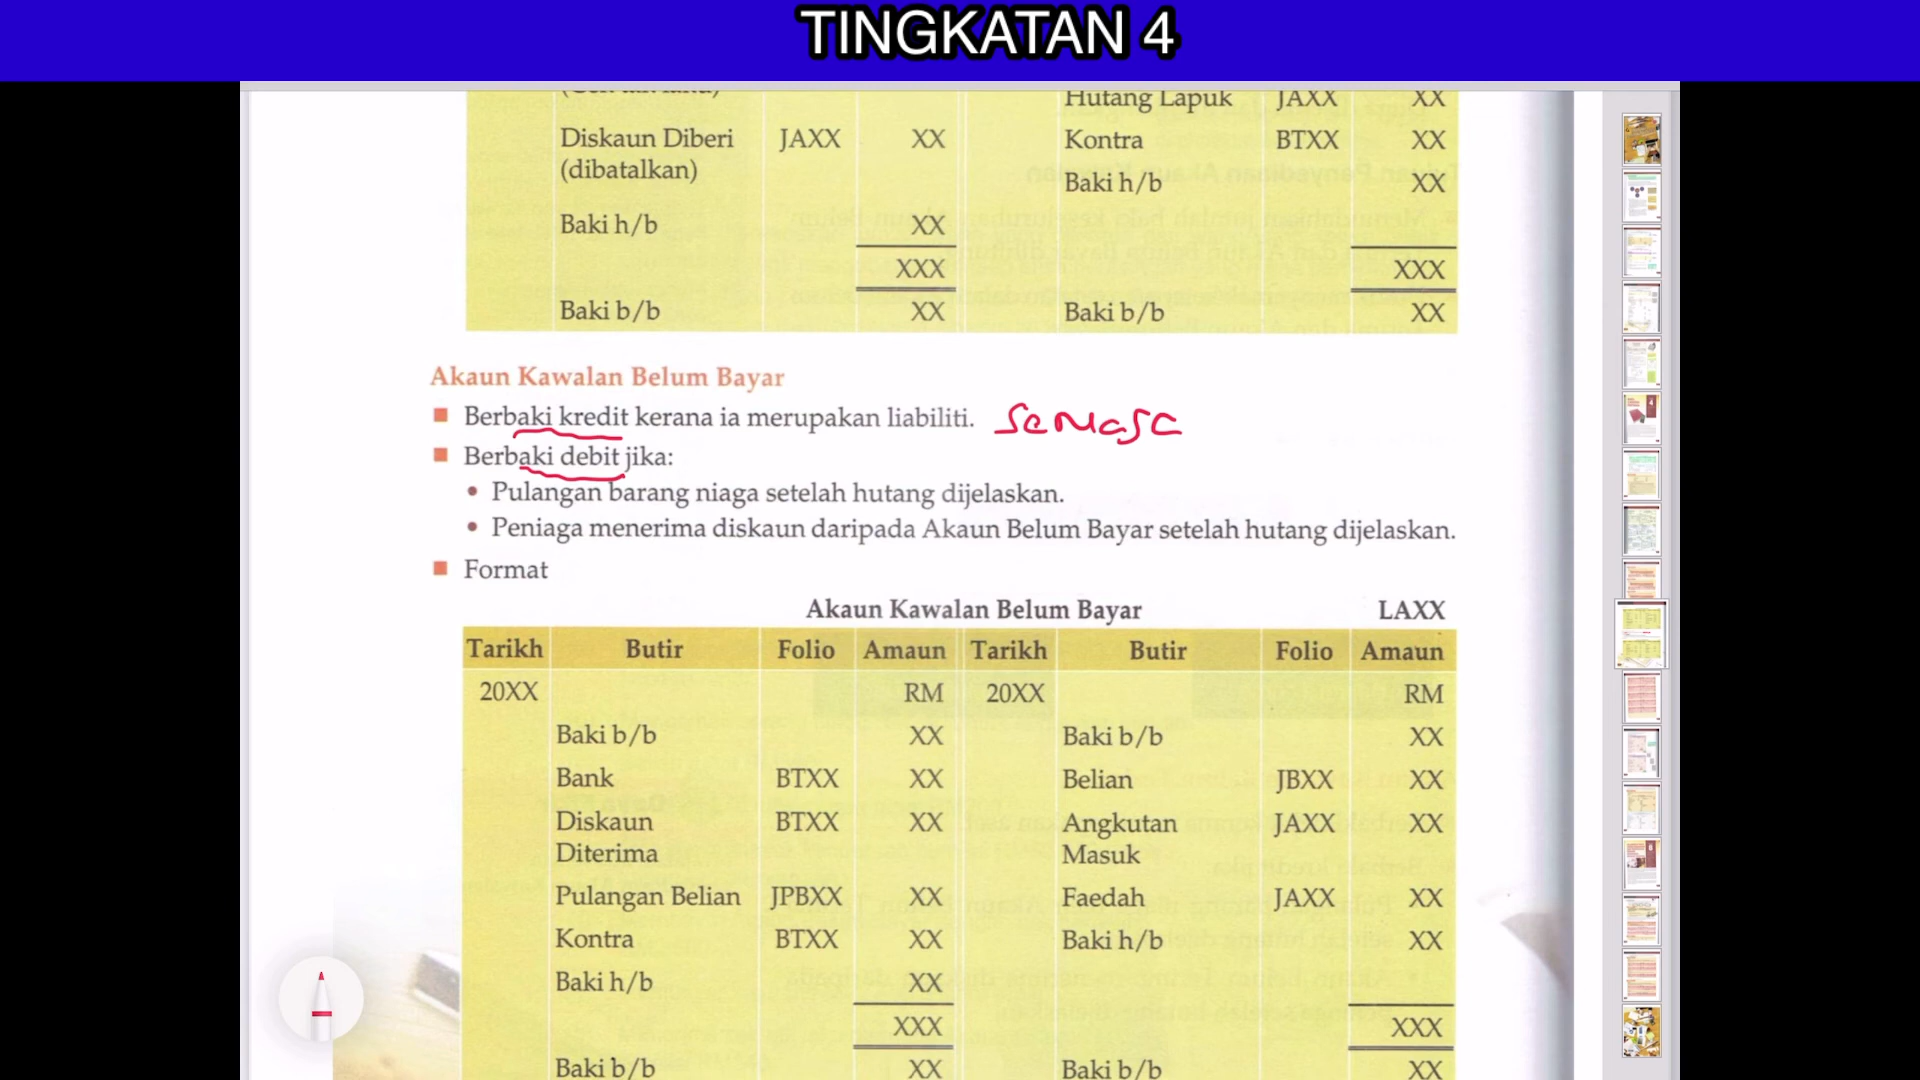 TINGKATAN 4
Hutang Lapuk JAXX XX
Diskaun Diberi JAXX XX Kontra BTXX XX
(dibatalkan)
Baki h/b XX
Baki h/b XX
XXX XXX
Baki b/b XX Baki b/b XX
Akaun Kawalan Belum Bayar
Berbaki kredit kerana ia merupakan liabiliti. semasa
Berbaki debit jika:
Pulangan barang niaga setelah hutang dijelaskan.
Peniaga menerima diskaun daripada Akaun Belum Bayar setelah hutang dijelaskan.
Format
Akaun Kawalan Belum Bayar LAXX
Tarikh Butir Folio Amaun Tarikh Butir Folio Amaun
20XX RM 20XX RM
Baki b/b XX Baki b/b XX
Bank BTXX XX Belian JBXX XX
Diskaun BTXX XX Angkutan JAXX XX
Diterima Masuk
Pulangan Belian JPBXX XX Faedah JAXX XX
Kontra BTXX XX Baki h/b XX
Baki h/b XX
XXX XXX
Baki b/b XX Baki b/b XX